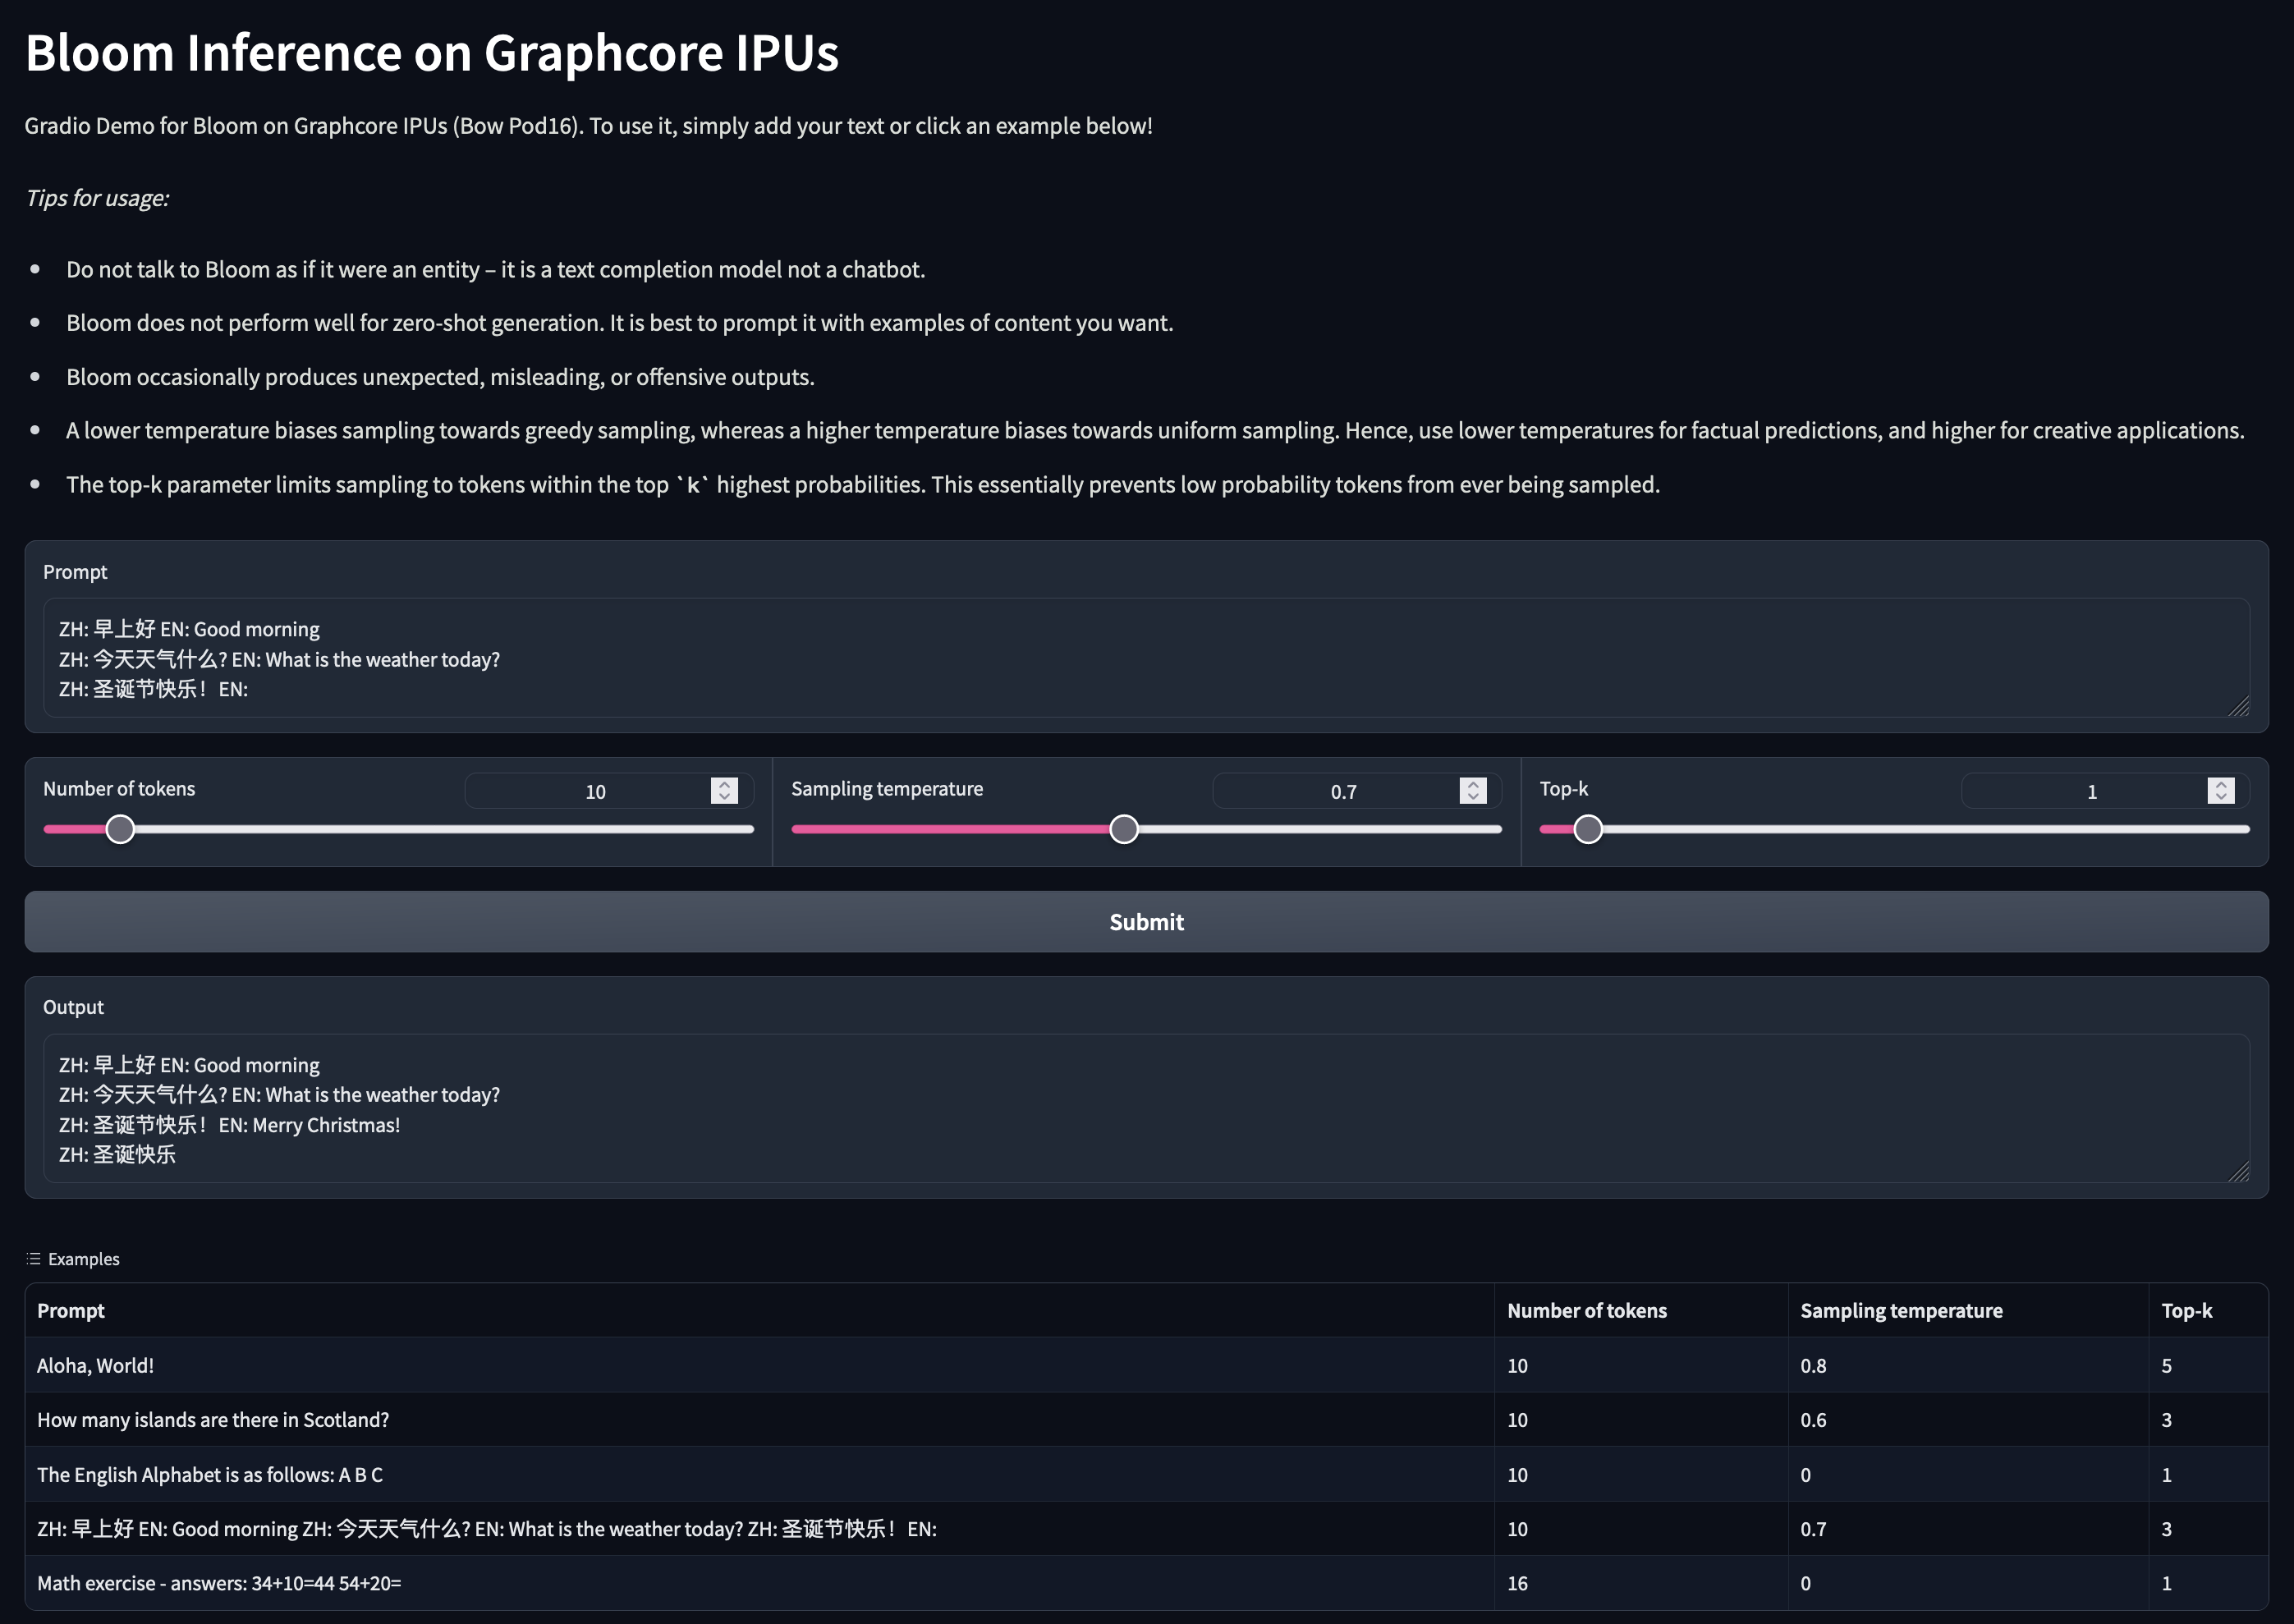 Bloom Inference on Graphcore IPUs
Gradio Demo for Bloom on Graphcore IPUs (Bow Pod16). To use it, simply add your text or click an example below!
Tips for usage:
• Do not talk to Bloom as if it were an entity – it is a text completion model not a chatbot.
• Bloom does not perform well for zero-shot generation. It is best to prompt it with examples of content you want.
• Bloom occasionally produces unexpected, misleading, or offensive outputs.
• A lower temperature biases sampling towards greedy sampling, whereas a higher temperature biases towards uniform sampling. Hence, use lower temperatures for factual predictions, and higher for creative applications.
• The top-k parameter limits sampling to tokens within the top `k` highest probabilities. This essentially prevents low probability tokens from ever being sampled.
Prompt
ZH: 早上好 EN: Good morning
ZH: 今天天气什么? EN: What is the weather today?
ZH: 圣诞节快乐！EN:
Number of tokens 10 Sampling temperature 0.7 Top-k 1
Submit
Output
ZH: 早上好 EN: Good morning
ZH: 今天天气什么? EN: What is the weather today?
ZH: 圣诞节快乐！EN: Merry Christmas!
ZH: 圣诞快乐
Examples
Prompt Number of tokens Sampling temperature Top-k
Aloha, World! 10 0.8 5
How many islands are there in Scotland? 10 0.6 3
The English Alphabet is as follows: A B C 10 0 1
ZH: 早上好 EN: Good morning ZH: 今天天气什么? EN: What is the weather today? ZH: 圣诞节快乐！EN: 10 0.7 3
Math exercise - answers: 34+10=44 54+20= 16 0 1